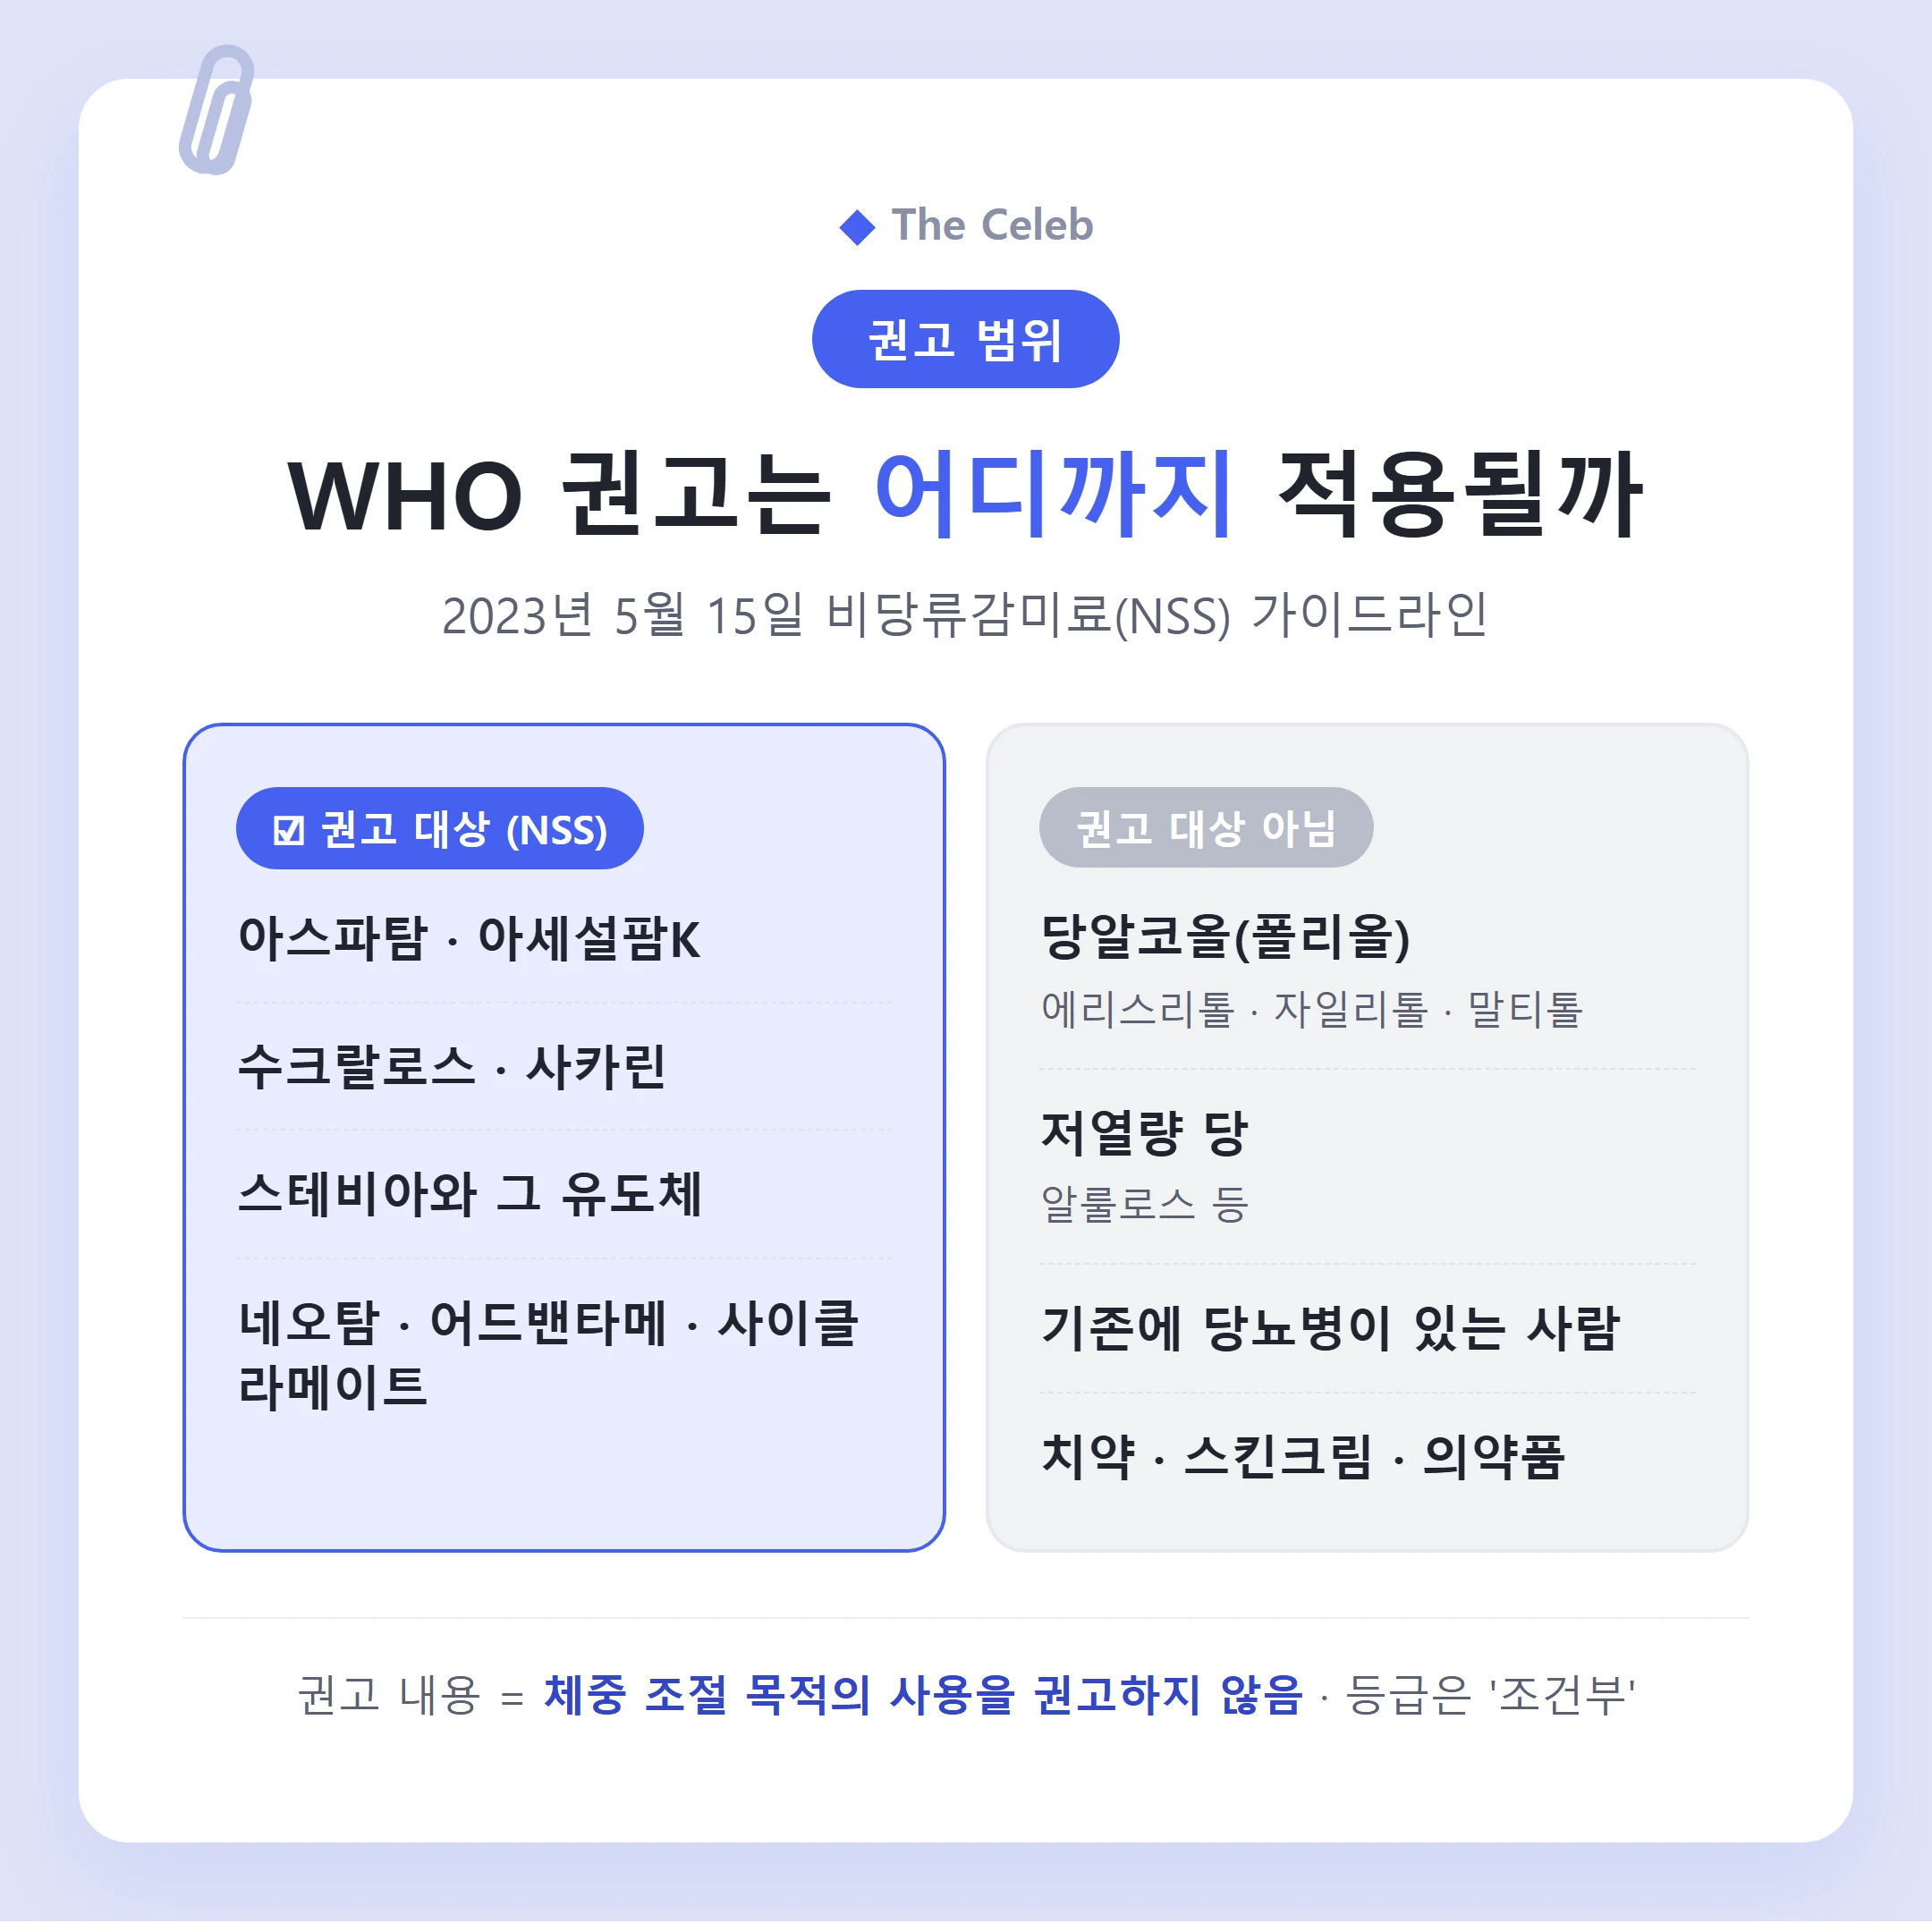 ◆ The Celeb
권고 범위
WHO 권고는 어디까지 적용될까
2023년 5월 15일 비당류감미료(NSS) 가이드라인
☑ 권고 대상 (NSS)
아스파탐 · 아세설팜K
수크랄로스 · 사카린
스테비아와 그 유도체
네오탐 · 어드밴타메 · 사이클
라메이트
권고 대상 아님
당알코올(폴리올)
에리스리톨 · 자일리톨 · 말티톨
저열량 당
알룰로스 등
기존에 당뇨병이 있는 사람
치약 · 스킨크림 · 의약품
권고 내용 = 체중 조절 목적의 사용을 권고하지 않음 · 등급은 '조건부'